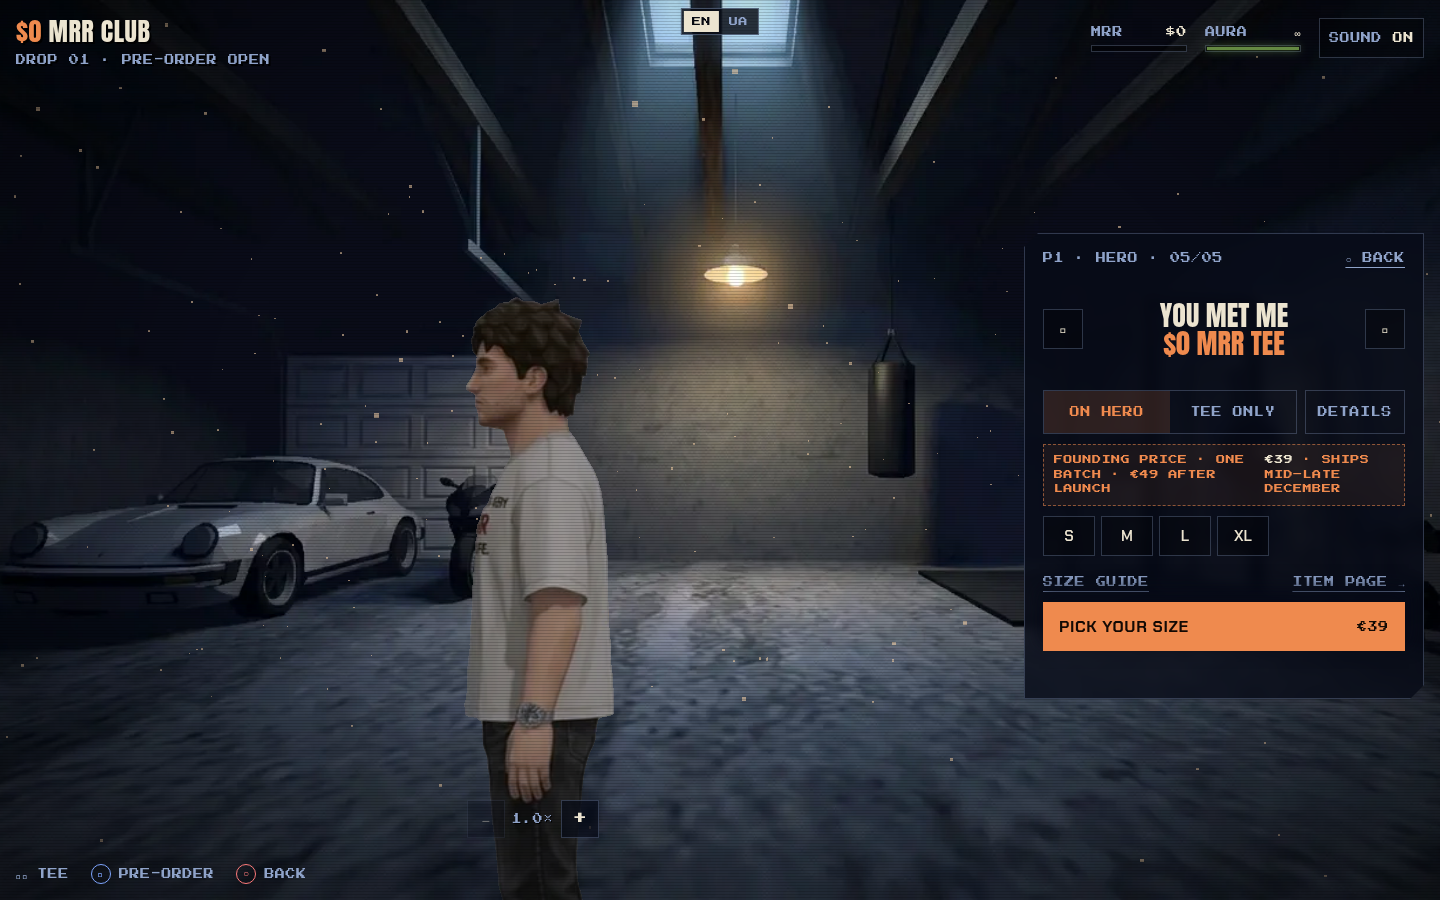 $0 MRR CLUB
DROP 01 · PRE-ORDER OPEN
EN UA
MRR $0 AURA ∞
SOUND ON
P1 · HERO · 05/05
BACK
YOU MET ME
$0 MRR TEE
ON HERO
TEE ONLY
DETAILS
FOUNDING PRICE · ONE
BATCH · €49 AFTER
LAUNCH
€39 · SHIPS
MID-LATE
DECEMBER
S M L XL
SIZE GUIDE
ITEM PAGE
PICK YOUR SIZE €39
FE.
1.0× +
TEE PRE-ORDER BACK